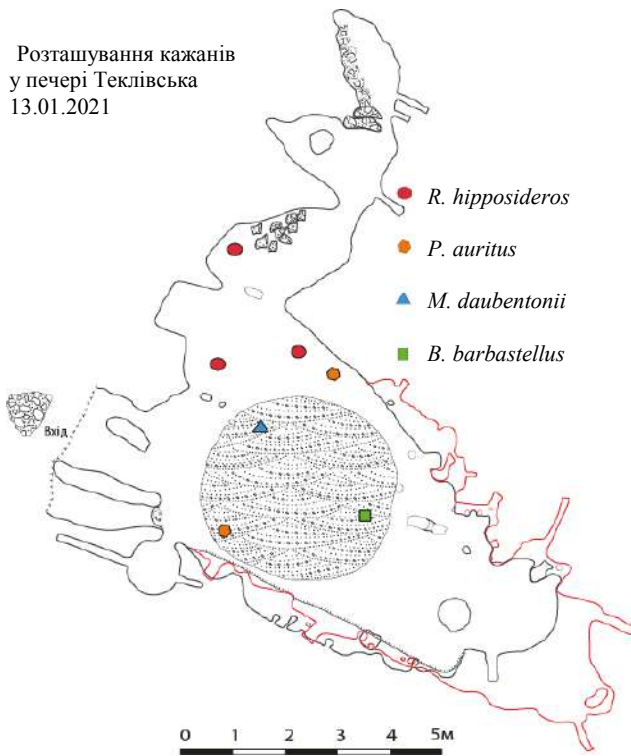 Розташування кажанів
у печері Теклівська
13.01.2021
R. hipposideros
P. auritus
M. daubentonii
B. barbastellus
Вхід
0 1 2 3 4 5м